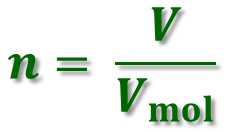 n = V / V_mol